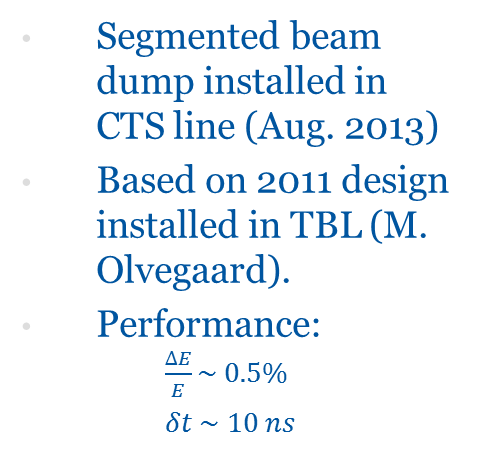 • Segmented beam
dump installed in
CTS line (Aug. 2013)
• Based on 2011 design
installed in TBL (M.
Olvegaard).
• Performance:
ΔE/E ~ 0.5%
δt ~ 10 ns